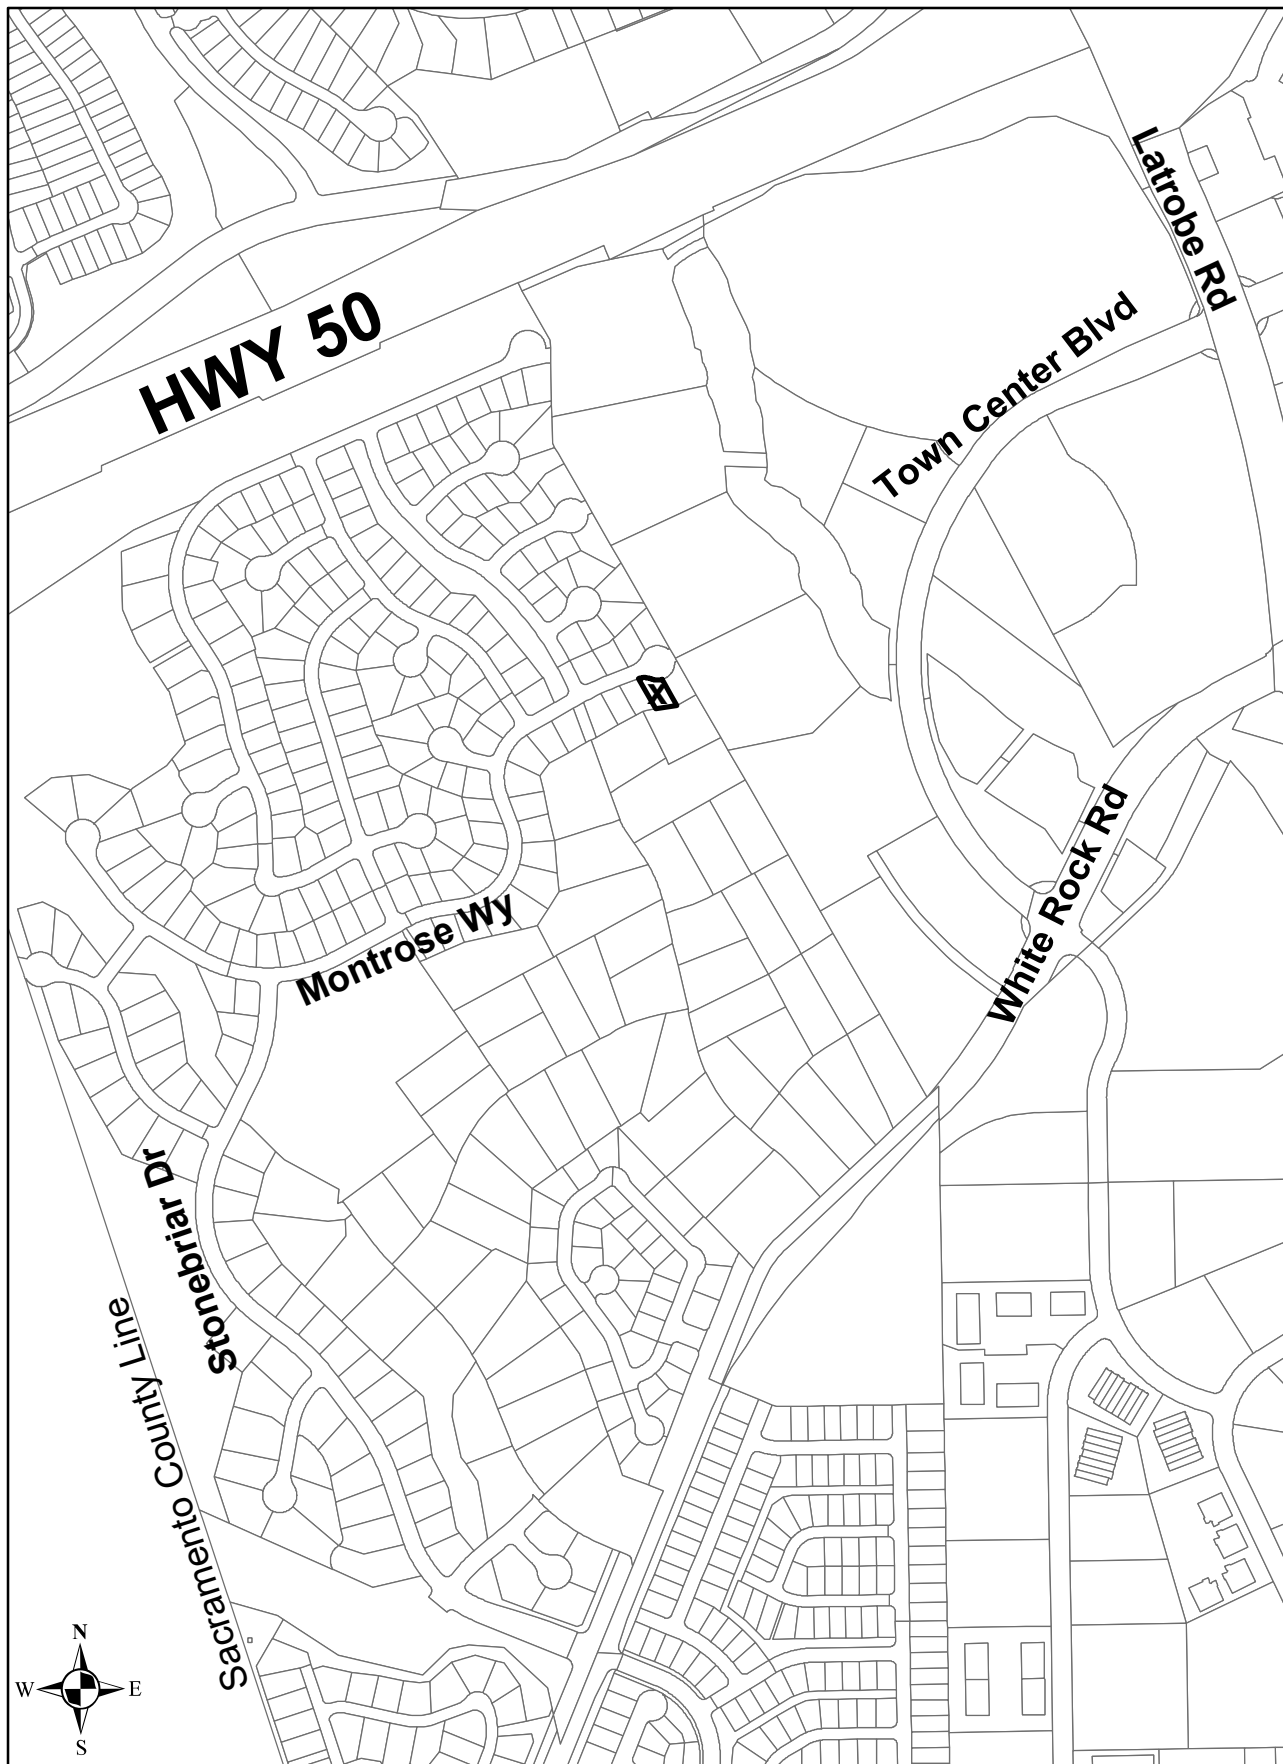 Latrobe Rd
HWY 50
Town Center Blvd
White Rock Rd
Montrose Wy
Stonebriar Dr
Sacramento County Line
N
W E
S